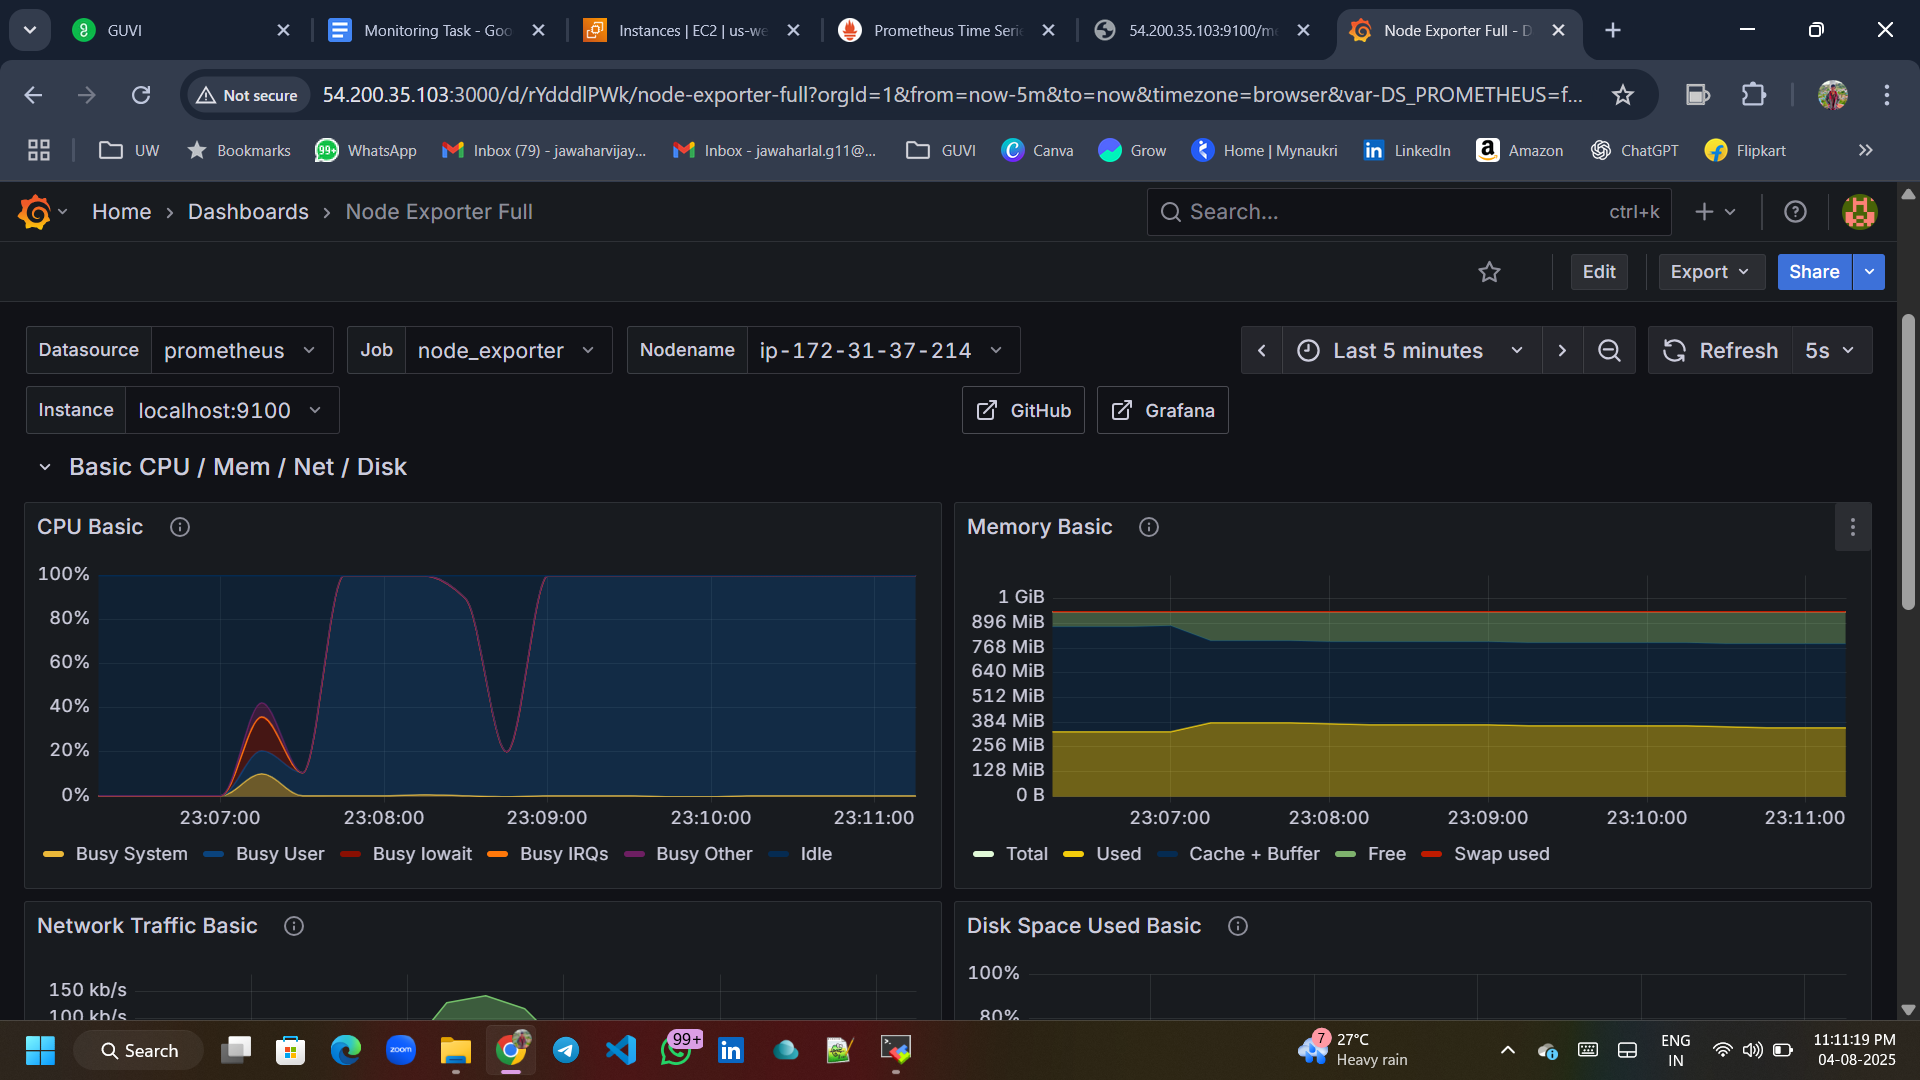 GUVI
Monitoring Task - Goo
Instances | EC2 | us-we
Prometheus Time Seri
54.200.35.103:9100/m
Node Exporter Full - D
Not secure
54.200.35.103:3000/d/rYdddlPWk/node-exporter-full?orgId=1&from=now-5m&to=now&timezone=browser&var-DS_PROMETHEUS=f...
UW
Bookmarks
99+
WhatsApp
Inbox (79) - jawaharvijay...
Inbox - jawaharlal.g11@...
GUVI
Canva
Grow
Home | Mynaukri
LinkedIn
Amazon
ChatGPT
Flipkart
Home › Dashboards › Node Exporter Full
Search...
ctrl+k
Edit
Export
Share
Datasource
prometheus
Job
node_exporter
Nodename
ip-172-31-37-214
Last 5 minutes
Refresh
5s
Instance
localhost:9100
GitHub
Grafana
Basic CPU / Mem / Net / Disk
CPU Basic
100%
80%
60%
40%
20%
0%
23:07:00
23:08:00
23:09:00
23:10:00
23:11:00
Busy System
Busy User
Busy Iowait
Busy IRQs
Busy Other
Idle
Memory Basic
1 GiB
896 MiB
768 MiB
640 MiB
512 MiB
384 MiB
256 MiB
128 MiB
0 B
23:07:00
23:08:00
23:09:00
23:10:00
23:11:00
Total
Used
Cache + Buffer
Free
Swap used
Network Traffic Basic
150 kb/s
100 kb/s
Disk Space Used Basic
100%
80%
Search
zoom
99+
7
27°C
Heavy rain
ENG
IN
11:11:19 PM
04-08-2025